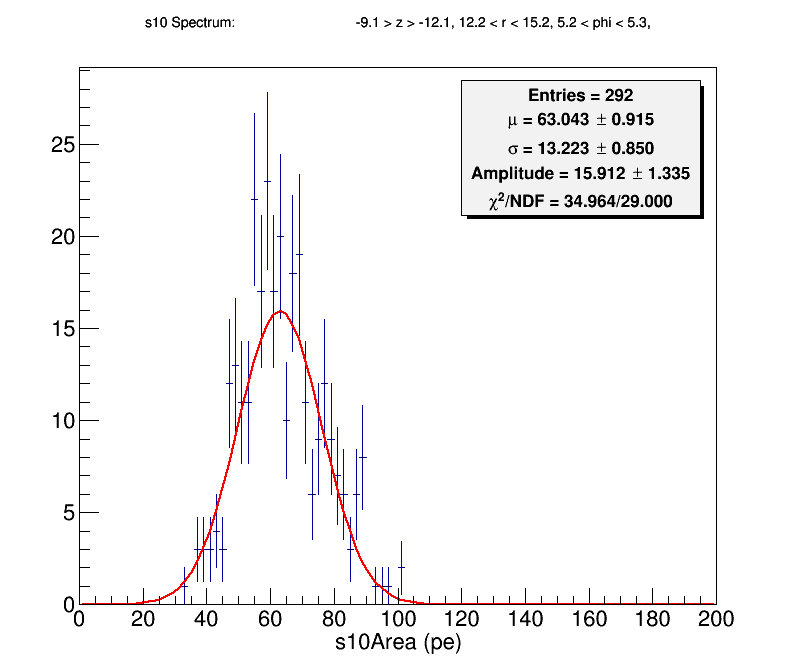 s10 Spectrum: -9.1 > z > -12.1, 12.2 < r < 15.2, 5.2 < phi < 5.3,
Entries = 292
μ = 63.043 ± 0.915
σ = 13.223 ± 0.850
Amplitude = 15.912 ± 1.335
χ²/NDF = 34.964/29.000
25
20
15
10
5
0
0 20 40 60 80 100 120 140 160 180 200
s10Area (pe)